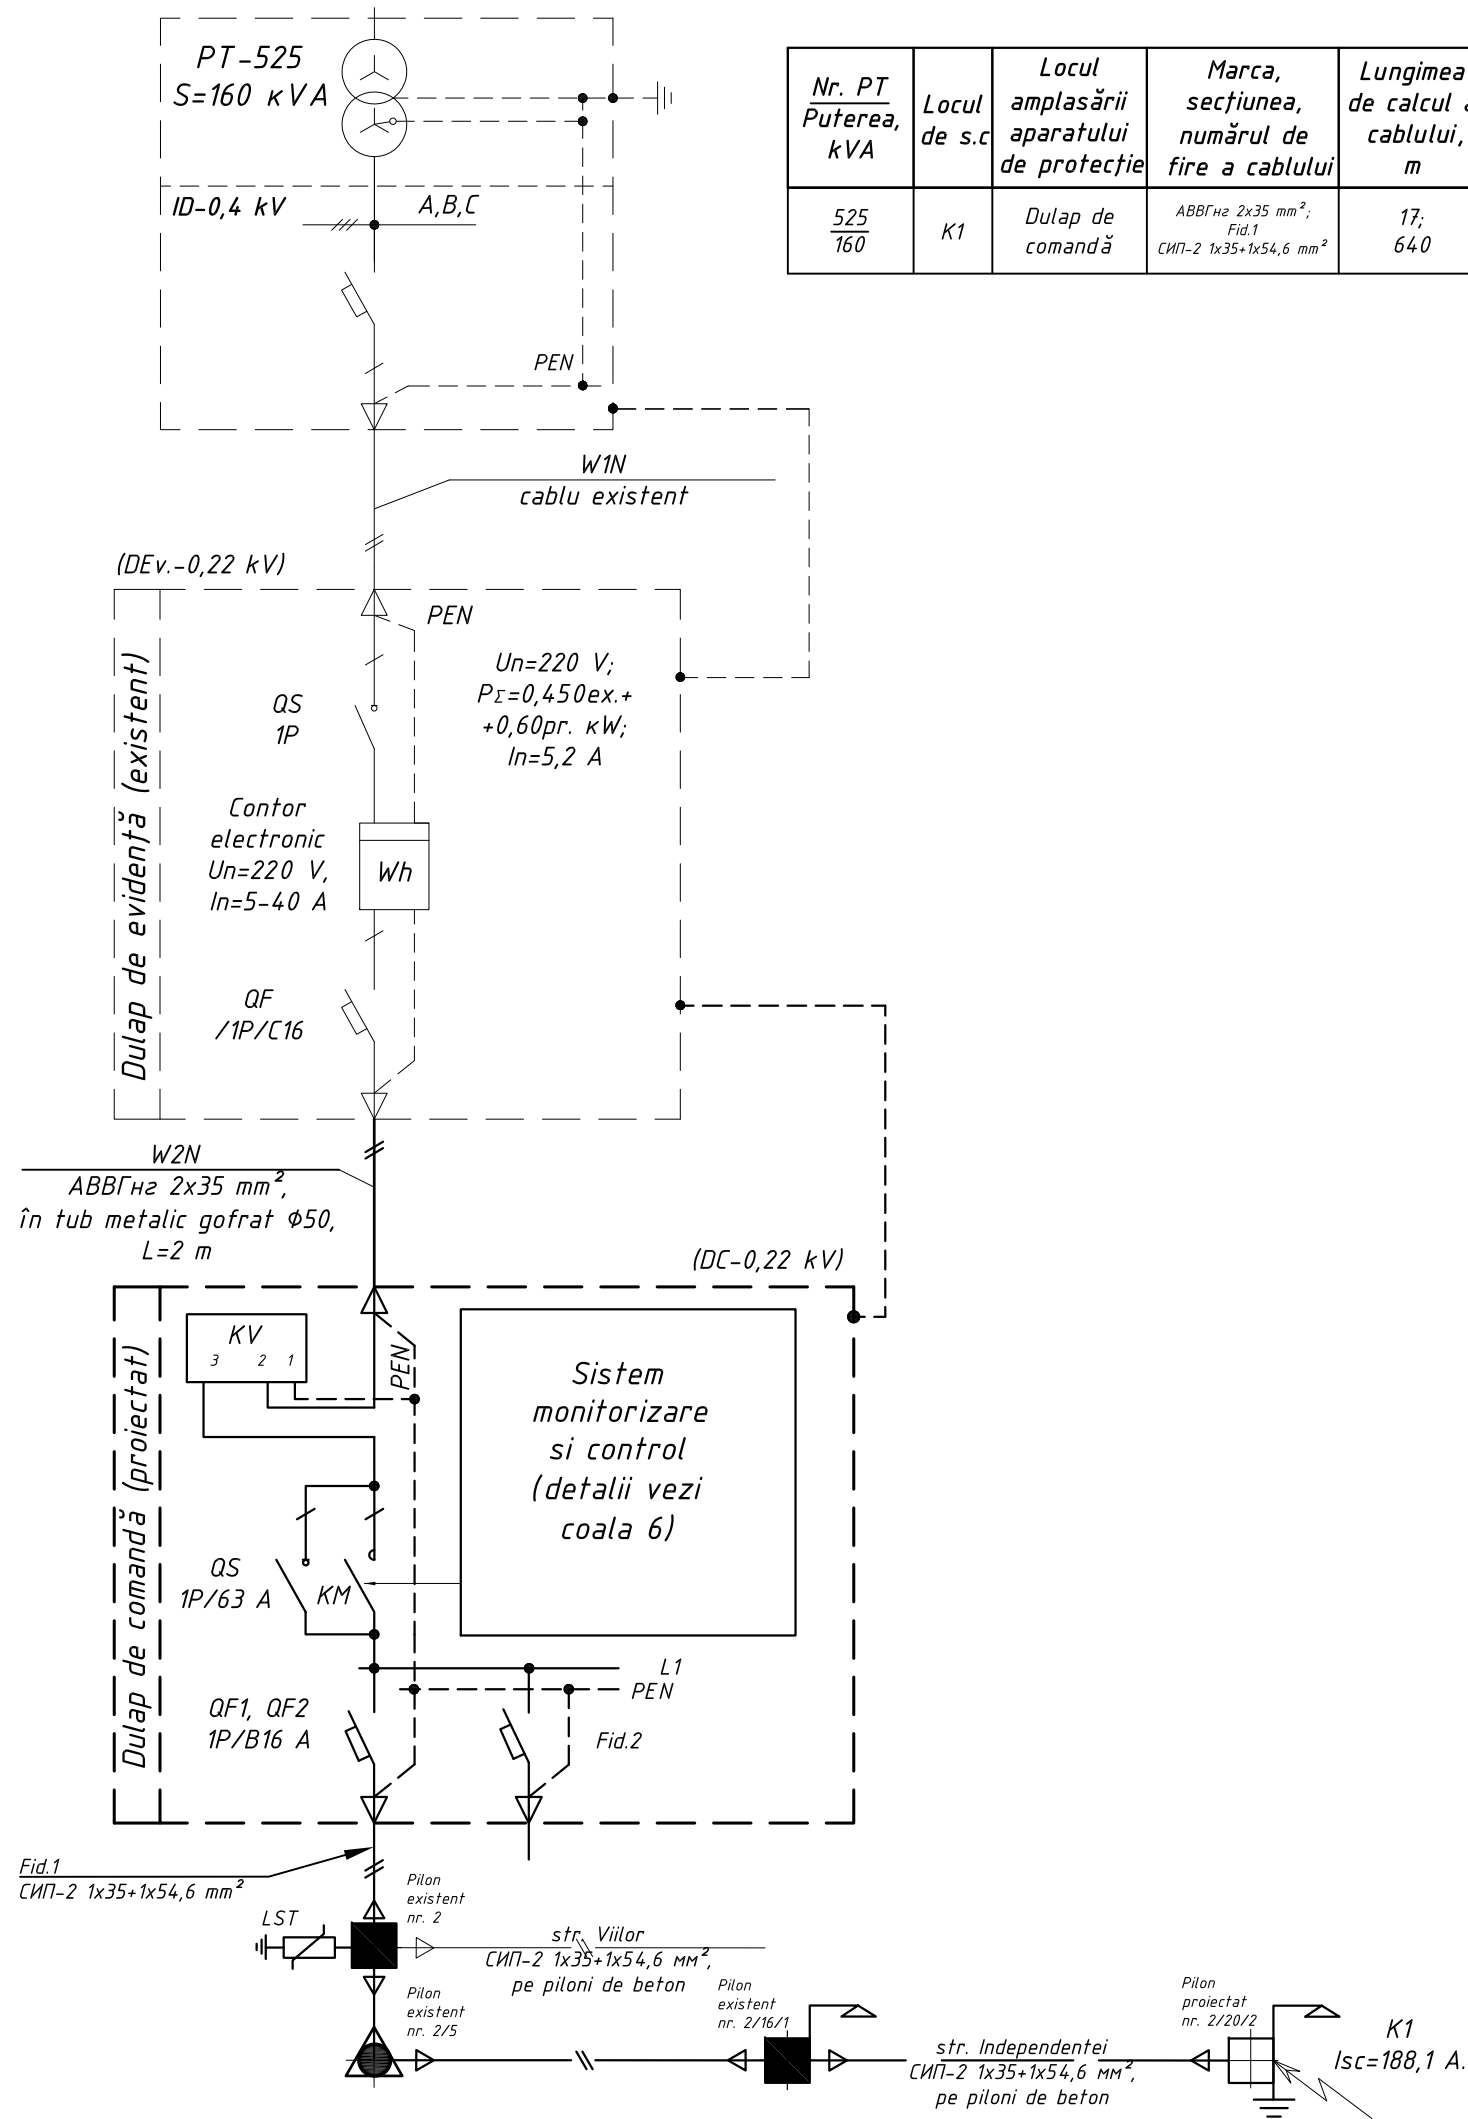 PT-525
S=160 кVA
ID-0,4 kV
A,B,C
PEN
Nr. PT
Puterea,
kVA
Locul
de s.c
Locul
amplasării
aparatului
de protecție
Marca,
secțiunea,
numărul de
fire a cablului
Lungimea
de calcul a
cablului,
m
525
160
K1
Dulap de
comandă
АВВГнг 2x35 mm²;
Fid.1
СИП-2 1x35+1x54,6 mm²
17;
640
W1N
cablu existent
(DEv.-0,22 kV)
Dulap de evidență (existent)
PEN
Un=220 V;
PΣ=0,450ex.+
+0,60pr. кW;
In=5,2 A
QS
1P
Contor
electronic
Un=220 V,
In=5-40 A
Wh
QF
/1P/C16
W2N
АВВГнг 2x35 mm²,
în tub metalic gofrat Ф50,
L=2 m
(DC-0,22 kV)
Dulap de comandă (proiectat)
KV
3 2 1
PEN
Sistem
monitorizare
si control
(detalii vezi
coala 6)
QS
1P/63 A
KM
L1
PEN
QF1, QF2
1P/B16 A
Fid.2
Fid.1
СИП-2 1x35+1x54,6 mm²
Pilon
existent
nr. 2
LST
str. Viilor
СИП-2 1x35+1x54,6 мм²,
pe piloni de beton
Pilon
existent
nr. 2/5
Pilon
existent
nr. 2/16/1
str. Independentei
СИП-2 1x35+1x54,6 мм²,
pe piloni de beton
Pilon
proiectat
nr. 2/20/2
K1
Isc=188,1 A.